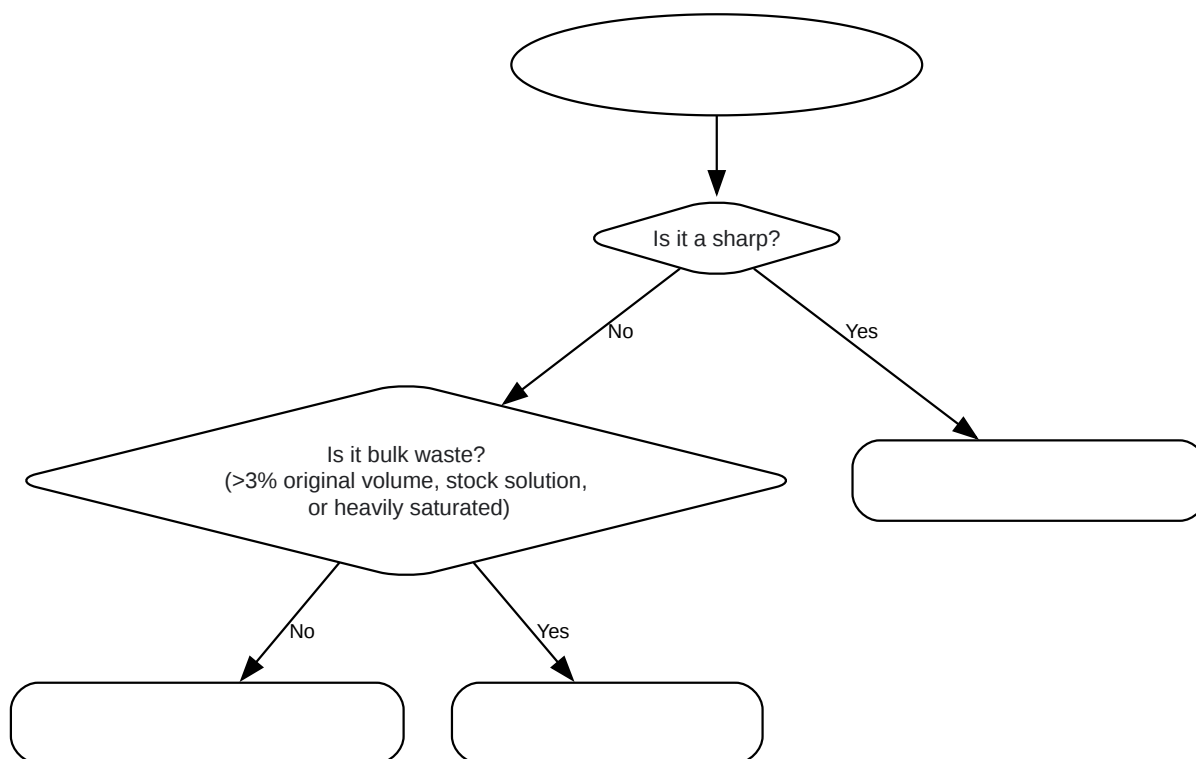 Is it a sharp?
No
Yes
Is it bulk waste?
(>3% original volume, stock solution,
or heavily saturated)
No
Yes